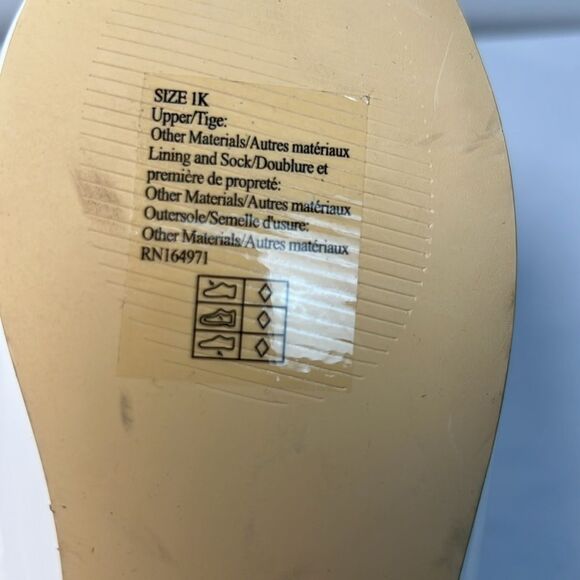 SIZE 1K
Upper/Tige:
Other Materials/Autres matériaux
Lining and Sock/Doublure et
première de propreté:
Other Materials/Autres matériaux
Outersole/Semelle d'usure:
Other Materials/Autres matériaux
RN164971